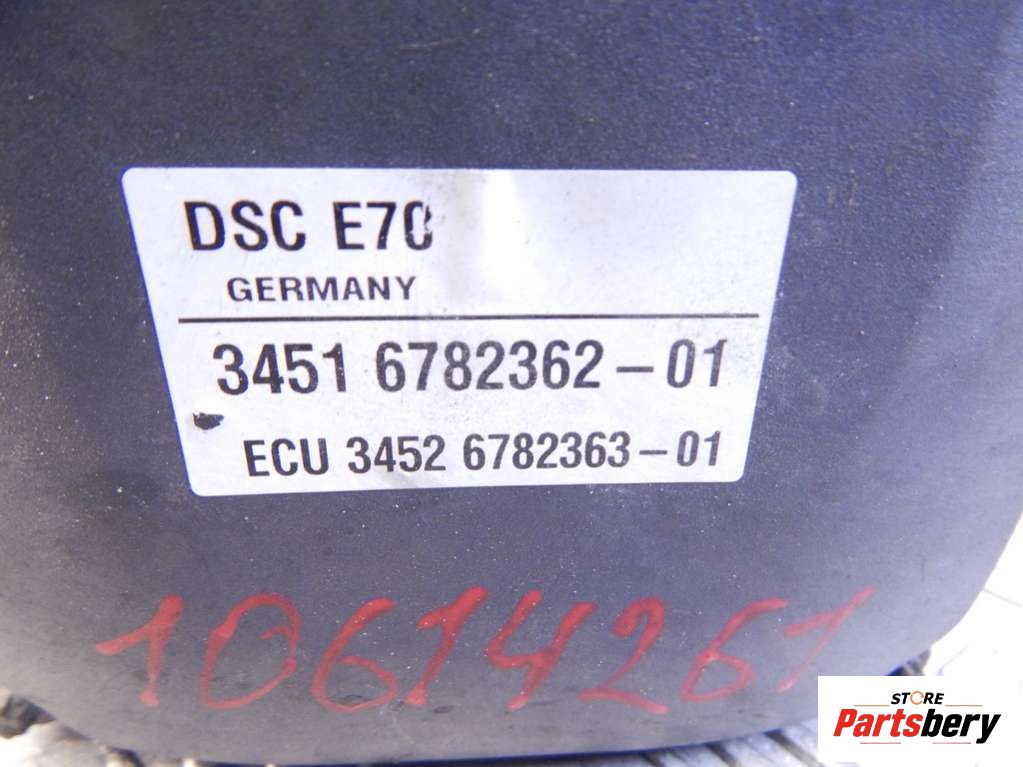 DSC E70
GERMANY
3451 6782362-01
ECU 3452 6782363-01
10614261
STORE
Partsbery